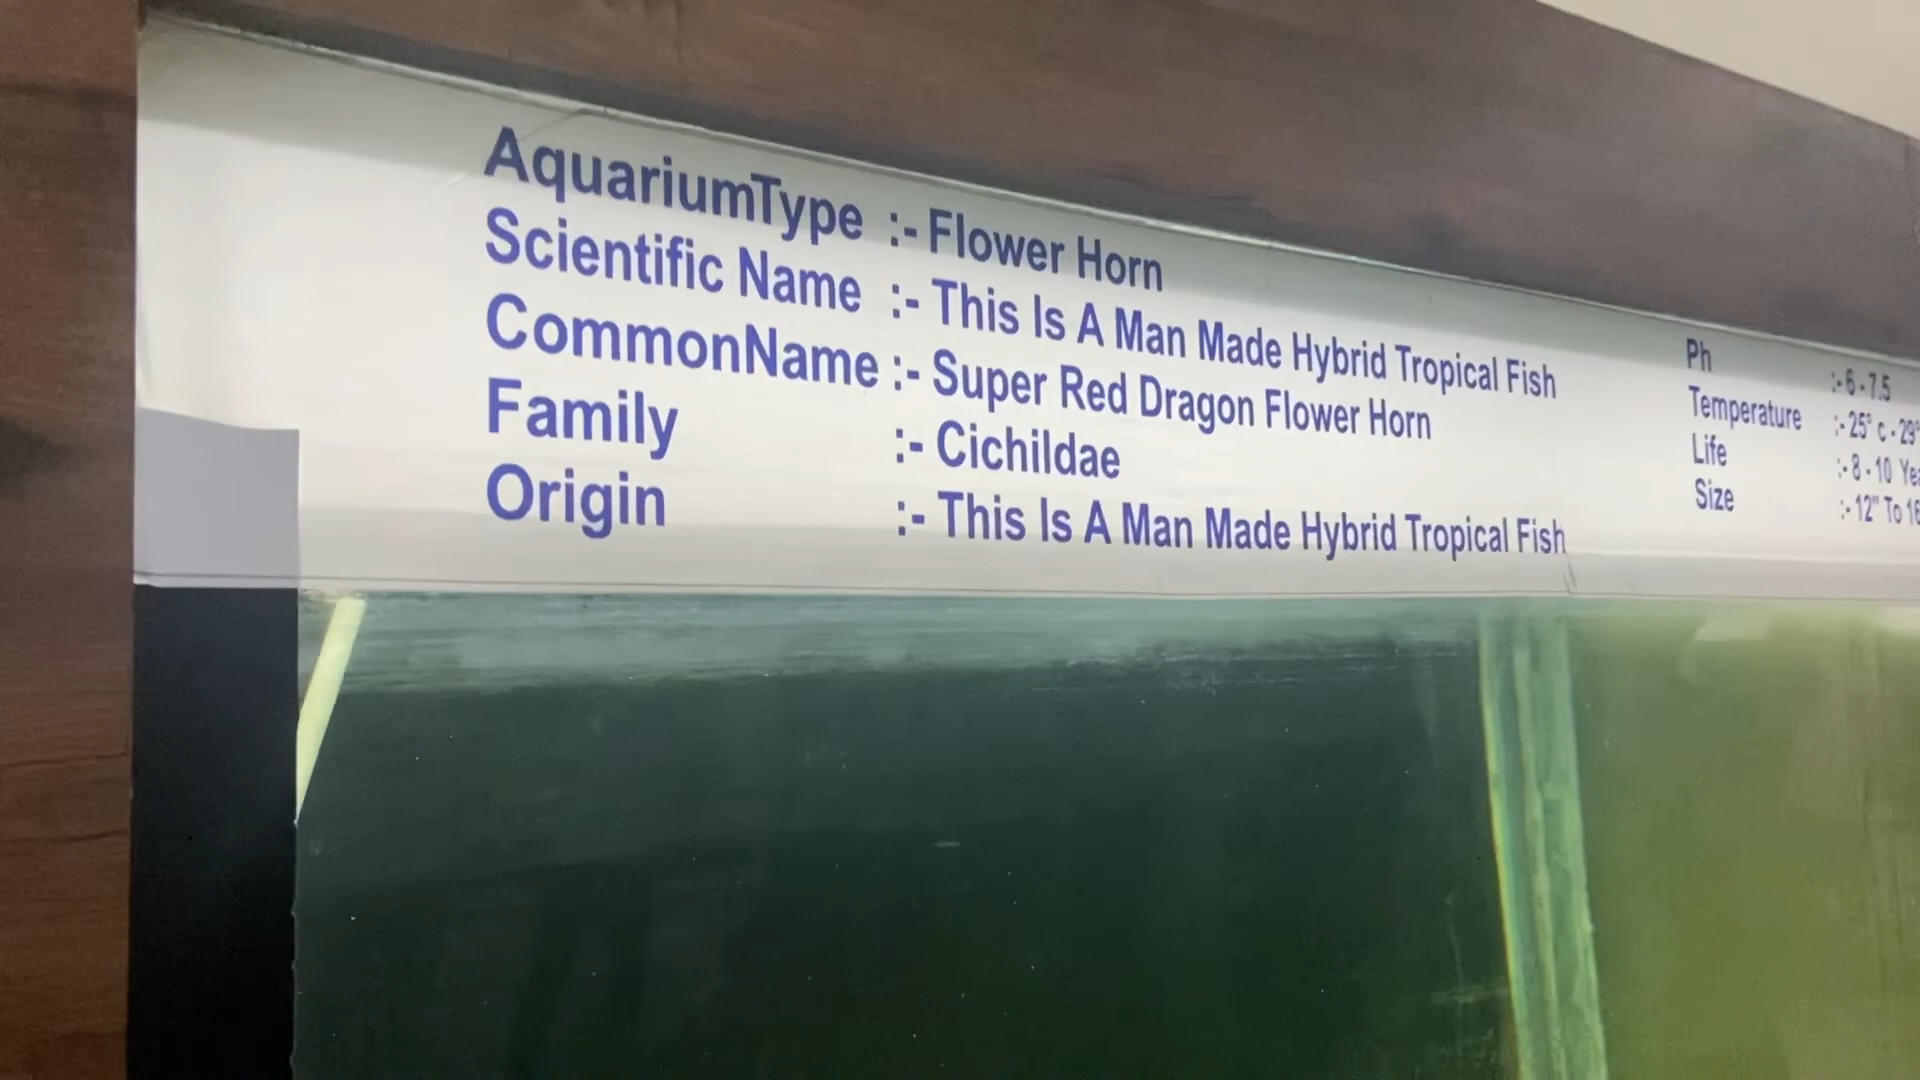 AquariumType :- Flower Horn
Scientific Name :- This Is A Man Made Hybrid Tropical Fish
CommonName :- Super Red Dragon Flower Horn
Family :- Cichildae
Origin :- This Is A Man Made Hybrid Tropical Fish
Ph :- 6 - 7.5
Temperature :- 25° c - 29°
Life :- 8 - 10
Size :- 12" To